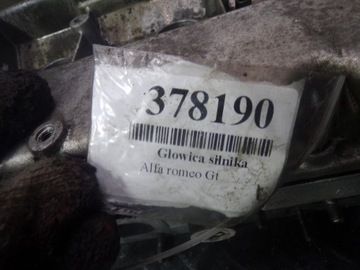 378190
Glowica silnika
Alfa romeo Gt